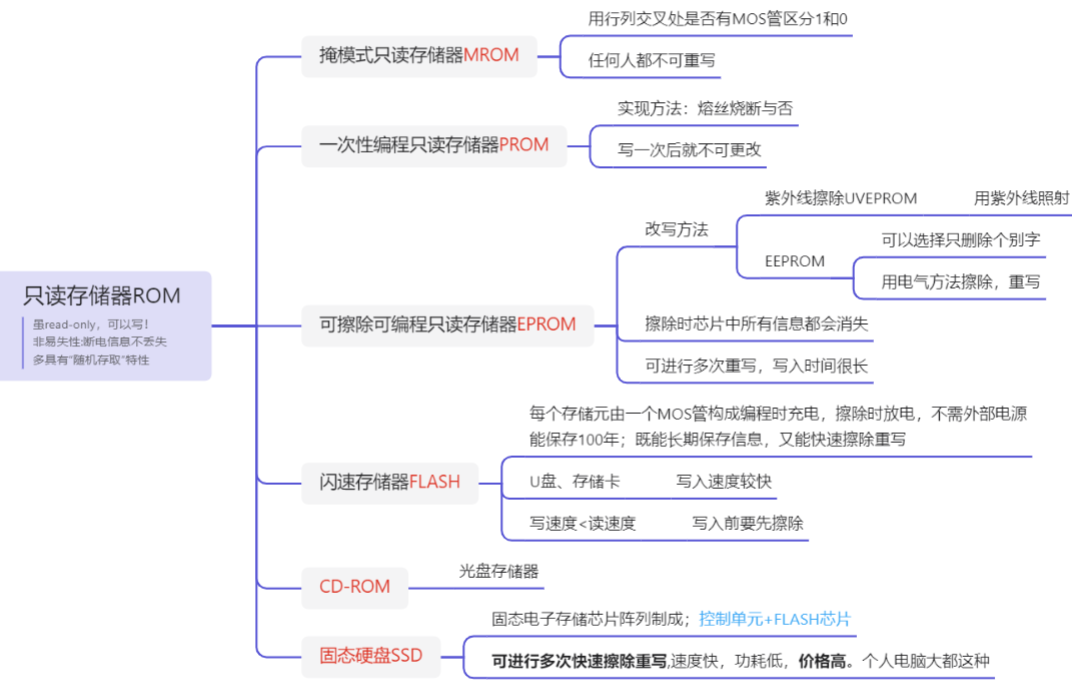 只读存储器ROM
虽read-only，可以写！
非易失性:断电信息不丢失
多具有"随机存取"特性
掩模式只读存储器MROM
用行列交叉处是否有MOS管区分1和0
任何人都不可重写
一次性编程只读存储器PROM
实现方法：熔丝烧断与否
写一次后就不可更改
可擦除可编程只读存储器EPROM
改写方法
紫外线擦除UVEPROM
用紫外线照射
EEPROM
可以选择只删除个别字
用电气方法擦除，重写
擦除时芯片中所有信息都会消失
可进行多次重写，写入时间很长
闪速存储器FLASH
每个存储元由一个MOS管构成编程时充电，擦除时放电，不需外部电源
能保存100年；既能长期保存信息，又能快速擦除重写
U盘、存储卡
写入速度较快
写速度<读速度
写入前要先擦除
CD-ROM
光盘存储器
固态硬盘SSD
固态电子存储芯片阵列制成；控制单元+FLASH芯片
可进行多次快速擦除重写,速度快，功耗低，价格高。个人电脑大都这种